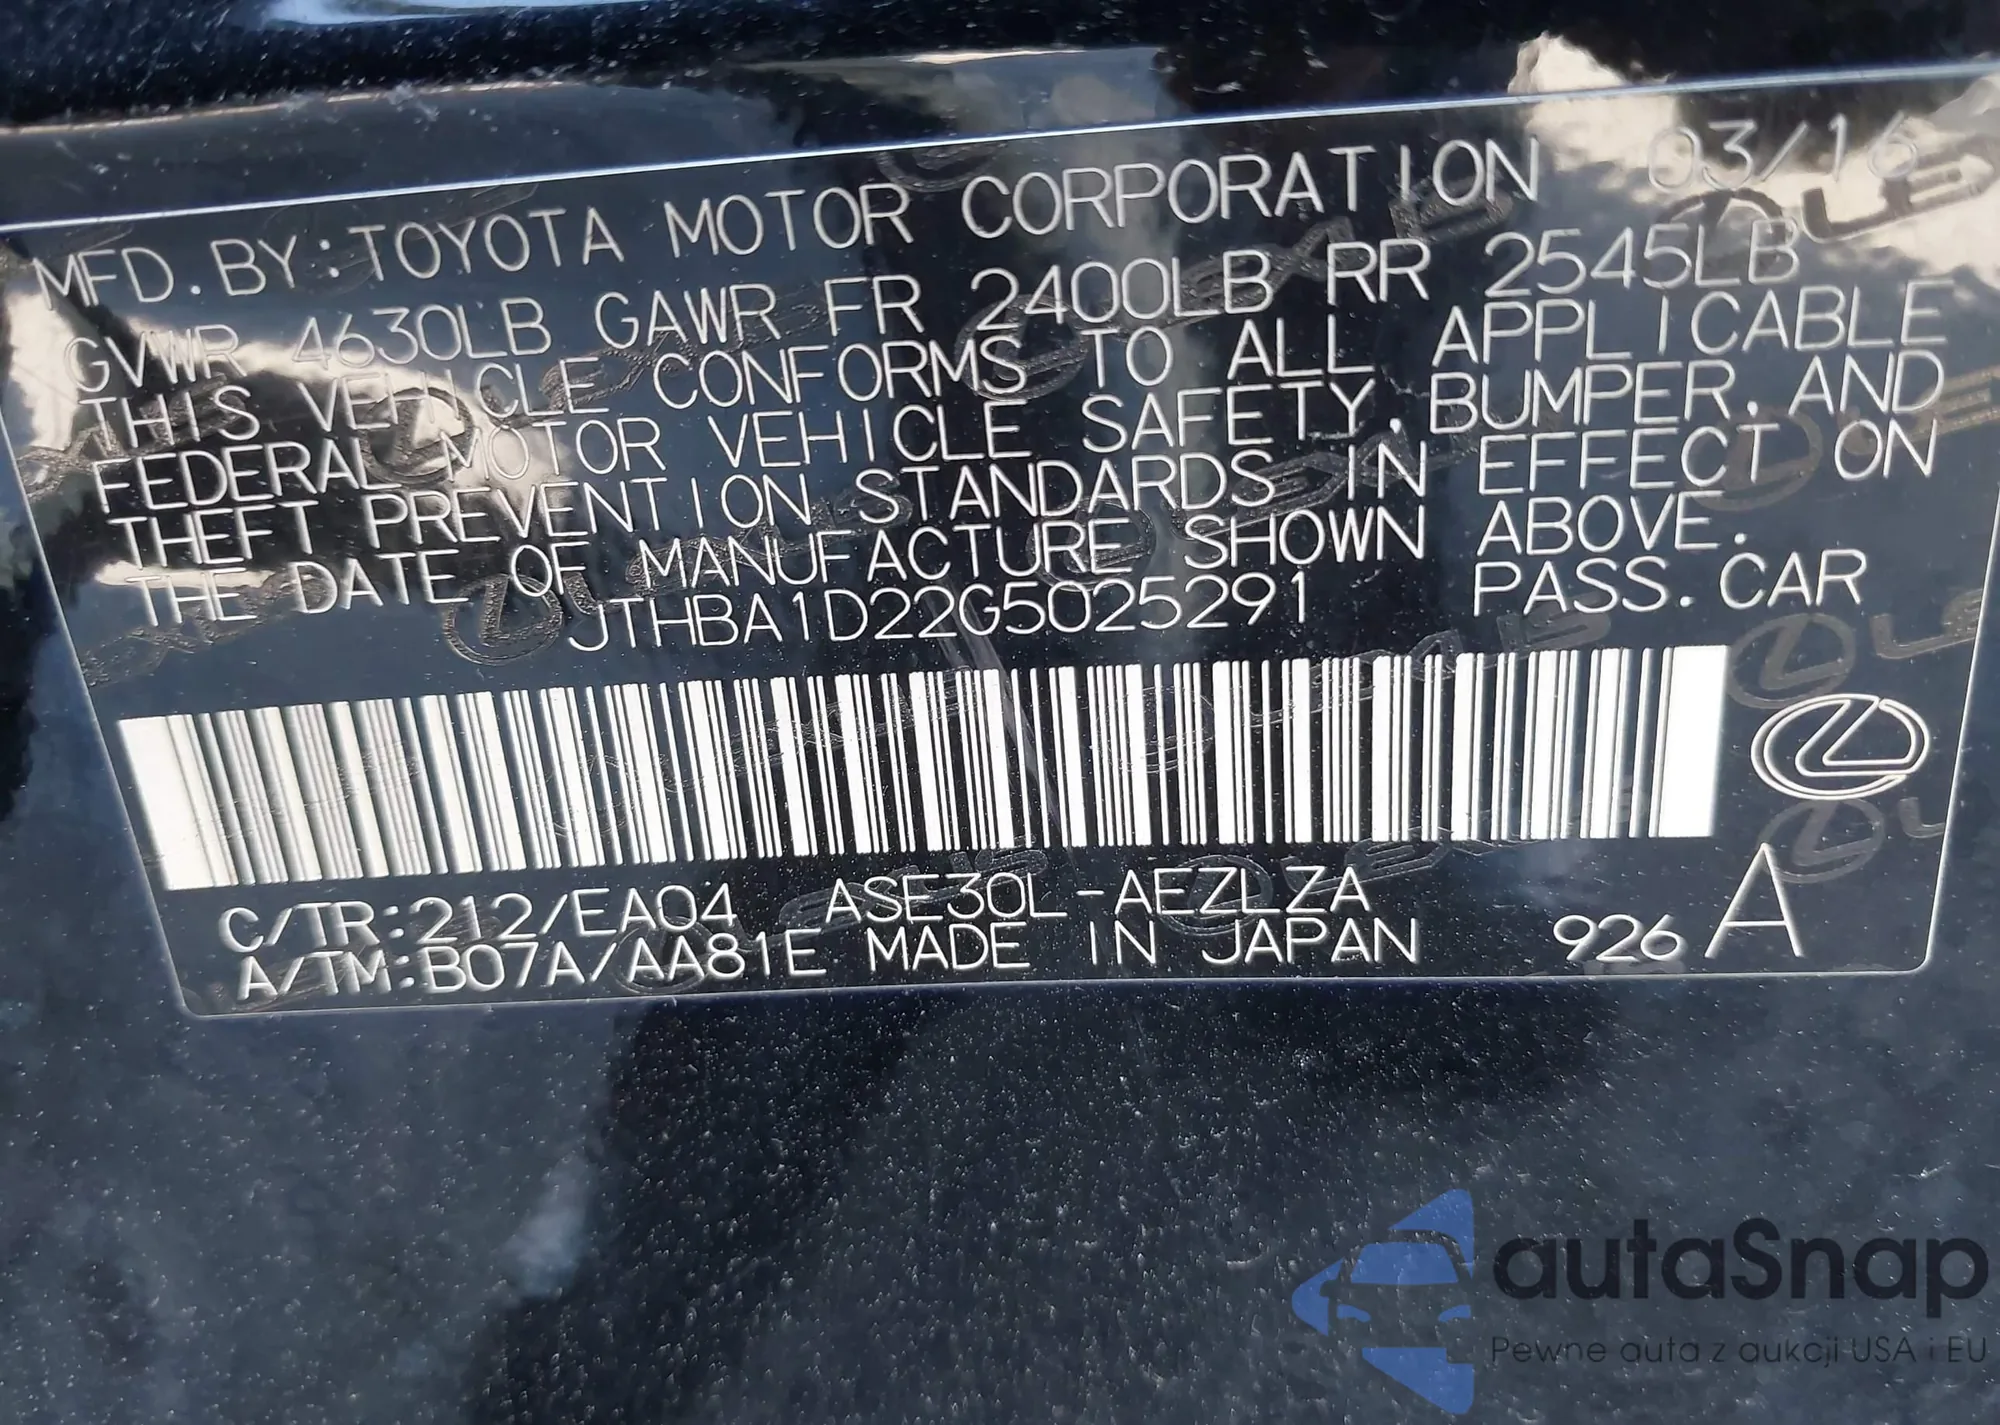 MFD. BY: TOYOTA MOTOR CORPORATION 03/16
GVWR 4630LB GAWR FR 2400LB RR 2545LB
THIS VEHICLE CONFORMS TO ALL APPLICABLE
FEDERAL MOTOR VEHICLE SAFETY, BUMPER, AND
THEFT PREVENTION STANDARDS IN EFFECT ON
THE DATE OF MANUFACTURE SHOWN ABOVE.
JTHBA1D22G5025291 PASS. CAR
C/TR:212/EA04 ASE30L-AEZLZA
A/TM:B07A/AA81E MADE IN JAPAN 926 A
autaSnap
Pewne auta z aukcji USA i EU